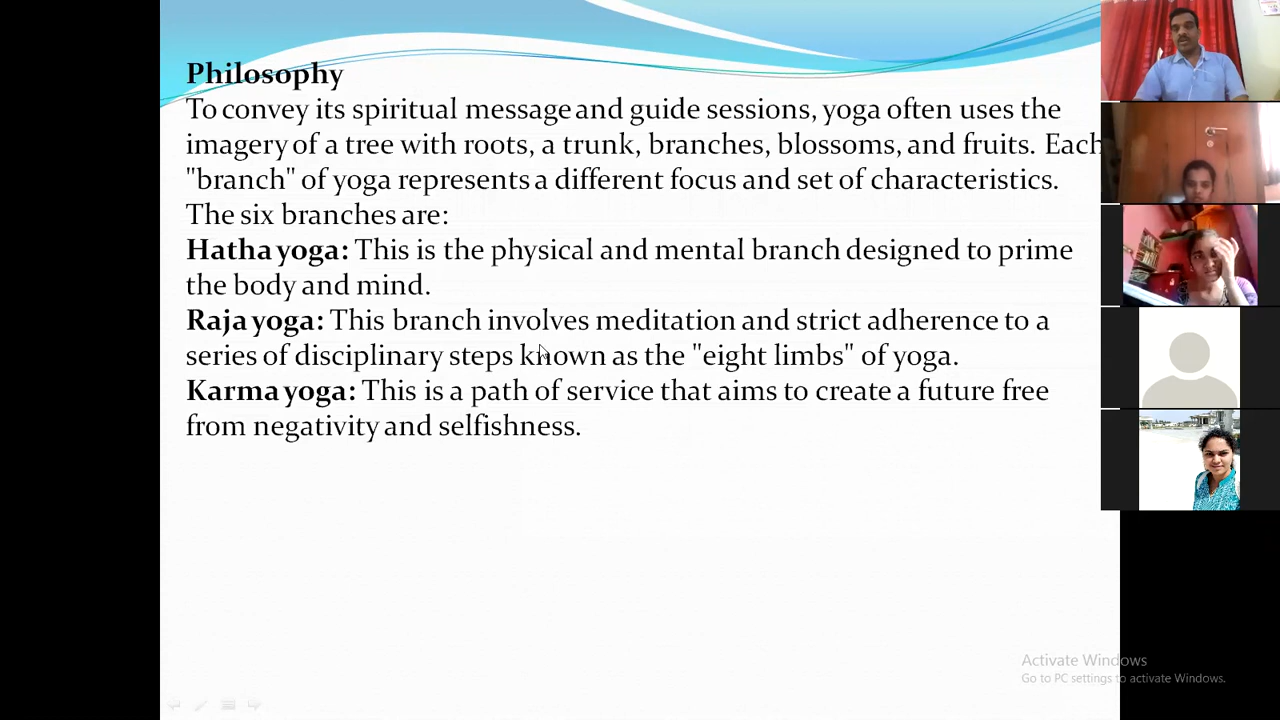 Philosophy
To convey its spiritual message and guide sessions, yoga often uses the
imagery of a tree with roots, a trunk, branches, blossoms, and fruits. Each
"branch" of yoga represents a different focus and set of characteristics.
The six branches are:
Hatha yoga: This is the physical and mental branch designed to prime
the body and mind.
Raja yoga: This branch involves meditation and strict adherence to a
series of disciplinary steps known as the "eight limbs" of yoga.
Karma yoga: This is a path of service that aims to create a future free
from negativity and selfishness.
Activate Windows
Go to PC settings to activate Windows.